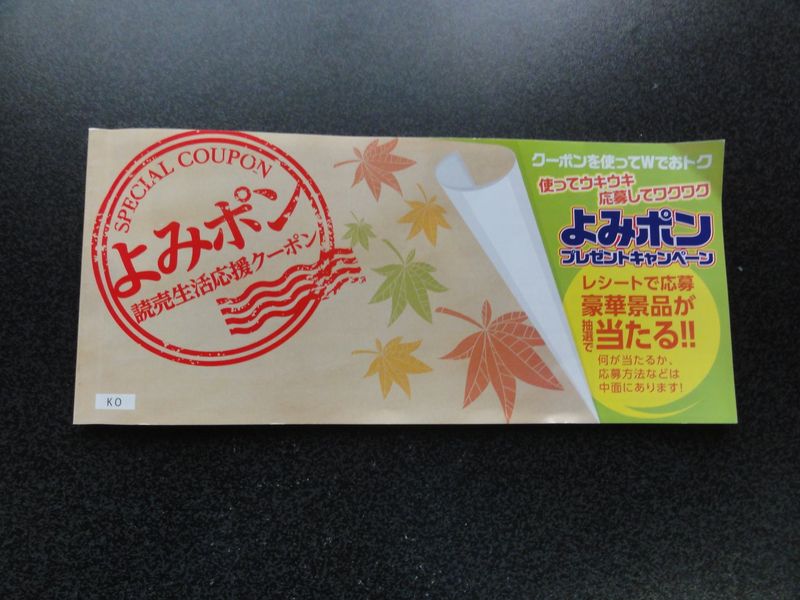 SPECIAL COUPON
よみポン
読売生活応援クーポン
KO
クーポンを使ってWでおトク
使ってウキウキ
応募してワクワク
よみポン
プレゼントキャンペーン
レシートで応募
豪華景品が
抽選で当たる!!
何が当たるか、
応募方法などは
中面にあります!